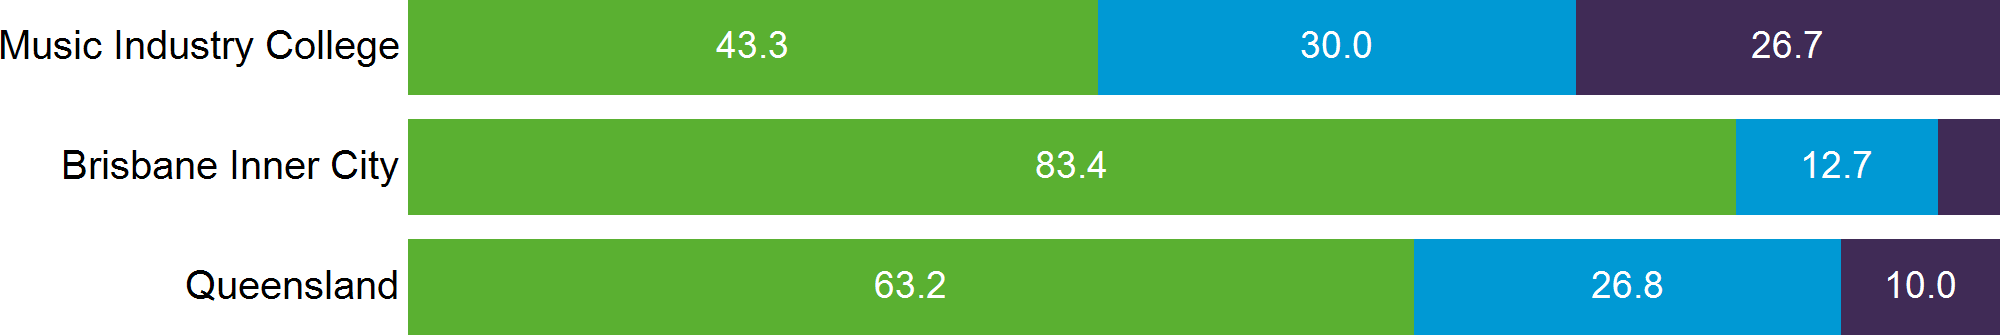 Music Industry College 43.3 30.0 26.7
Brisbane Inner City 83.4 12.7
Queensland 63.2 26.8 10.0